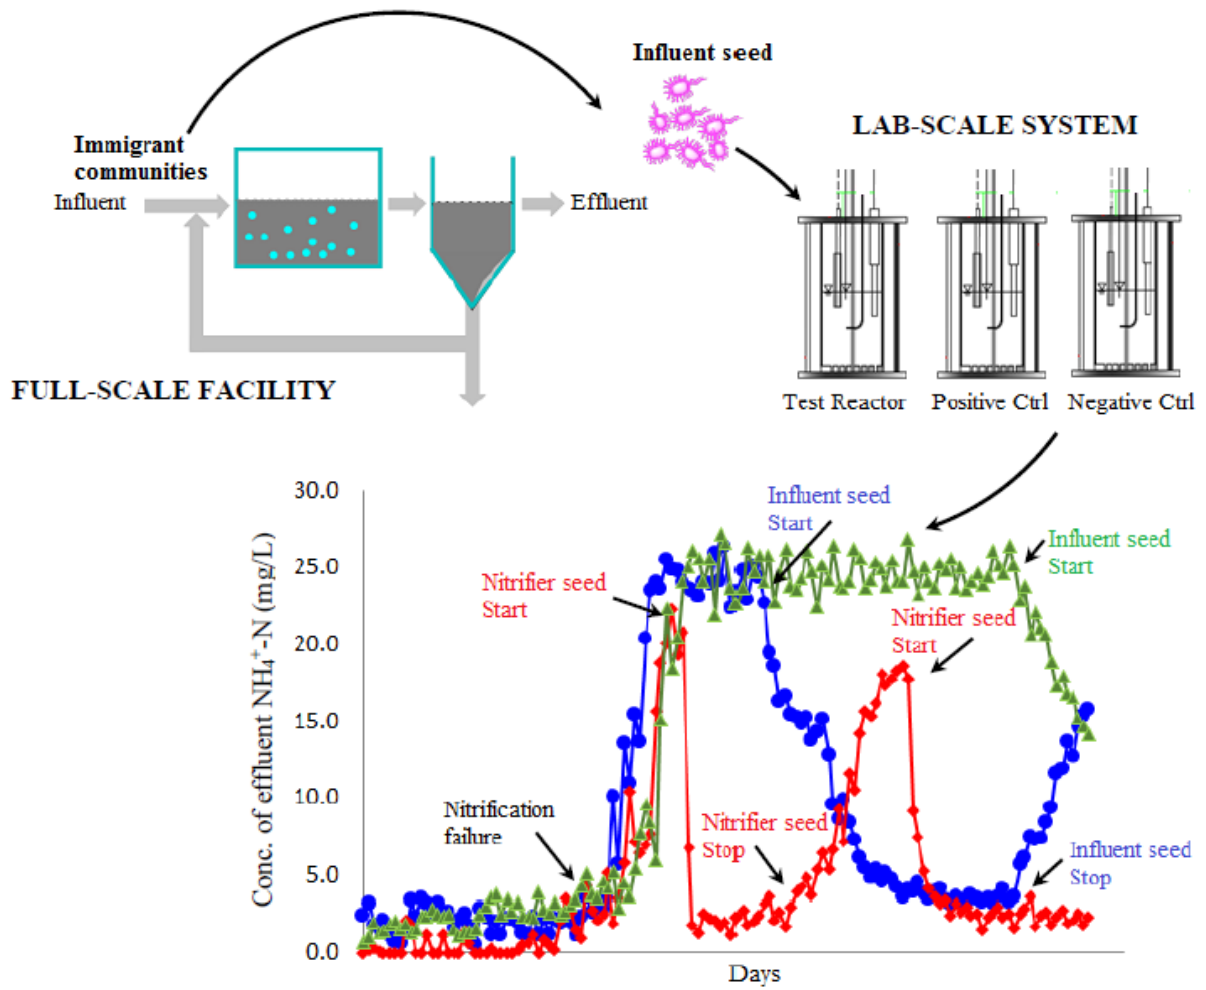 Influent seed
LAB-SCALE SYSTEM
Immigrant
communities
Influent
Effluent
FULL-SCALE FACILITY
Test Reactor
Positive Ctrl
Negative Ctrl
30.0
25.0
20.0
15.0
10.0
5.0
0.0
Conc. of effluent NH₄⁺-N (mg/L)
Influent seed
Start
Influent seed
Start
Nitrifier seed
Start
Nitrifier seed
Start
Nitrification
failure
Nitrifier seed
Stop
Influent seed
Stop
Days